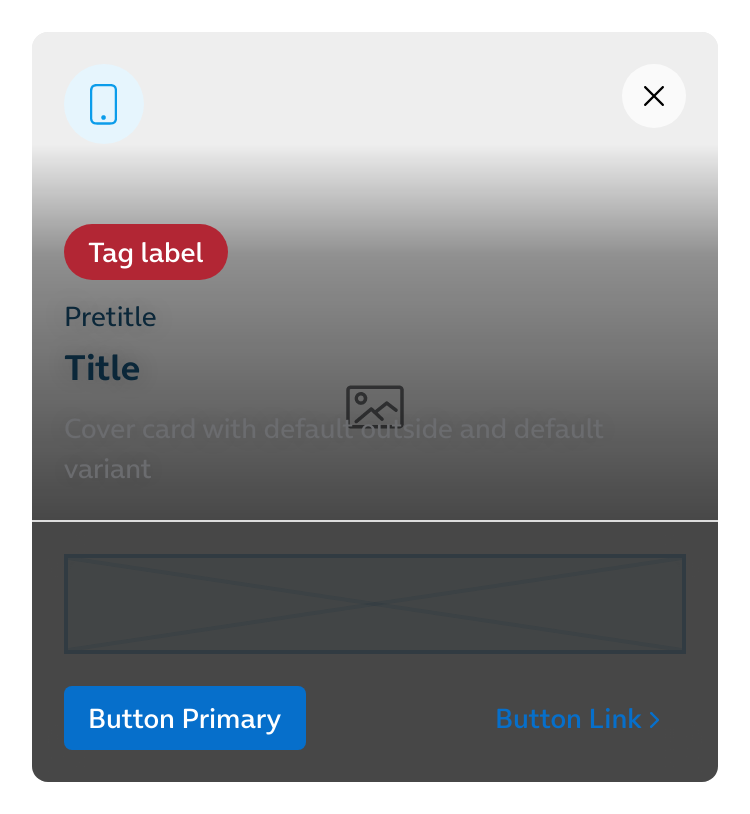 Tag label
Pretitle
Title
Cover card with default outside and default
variant
Button Primary
Button Link